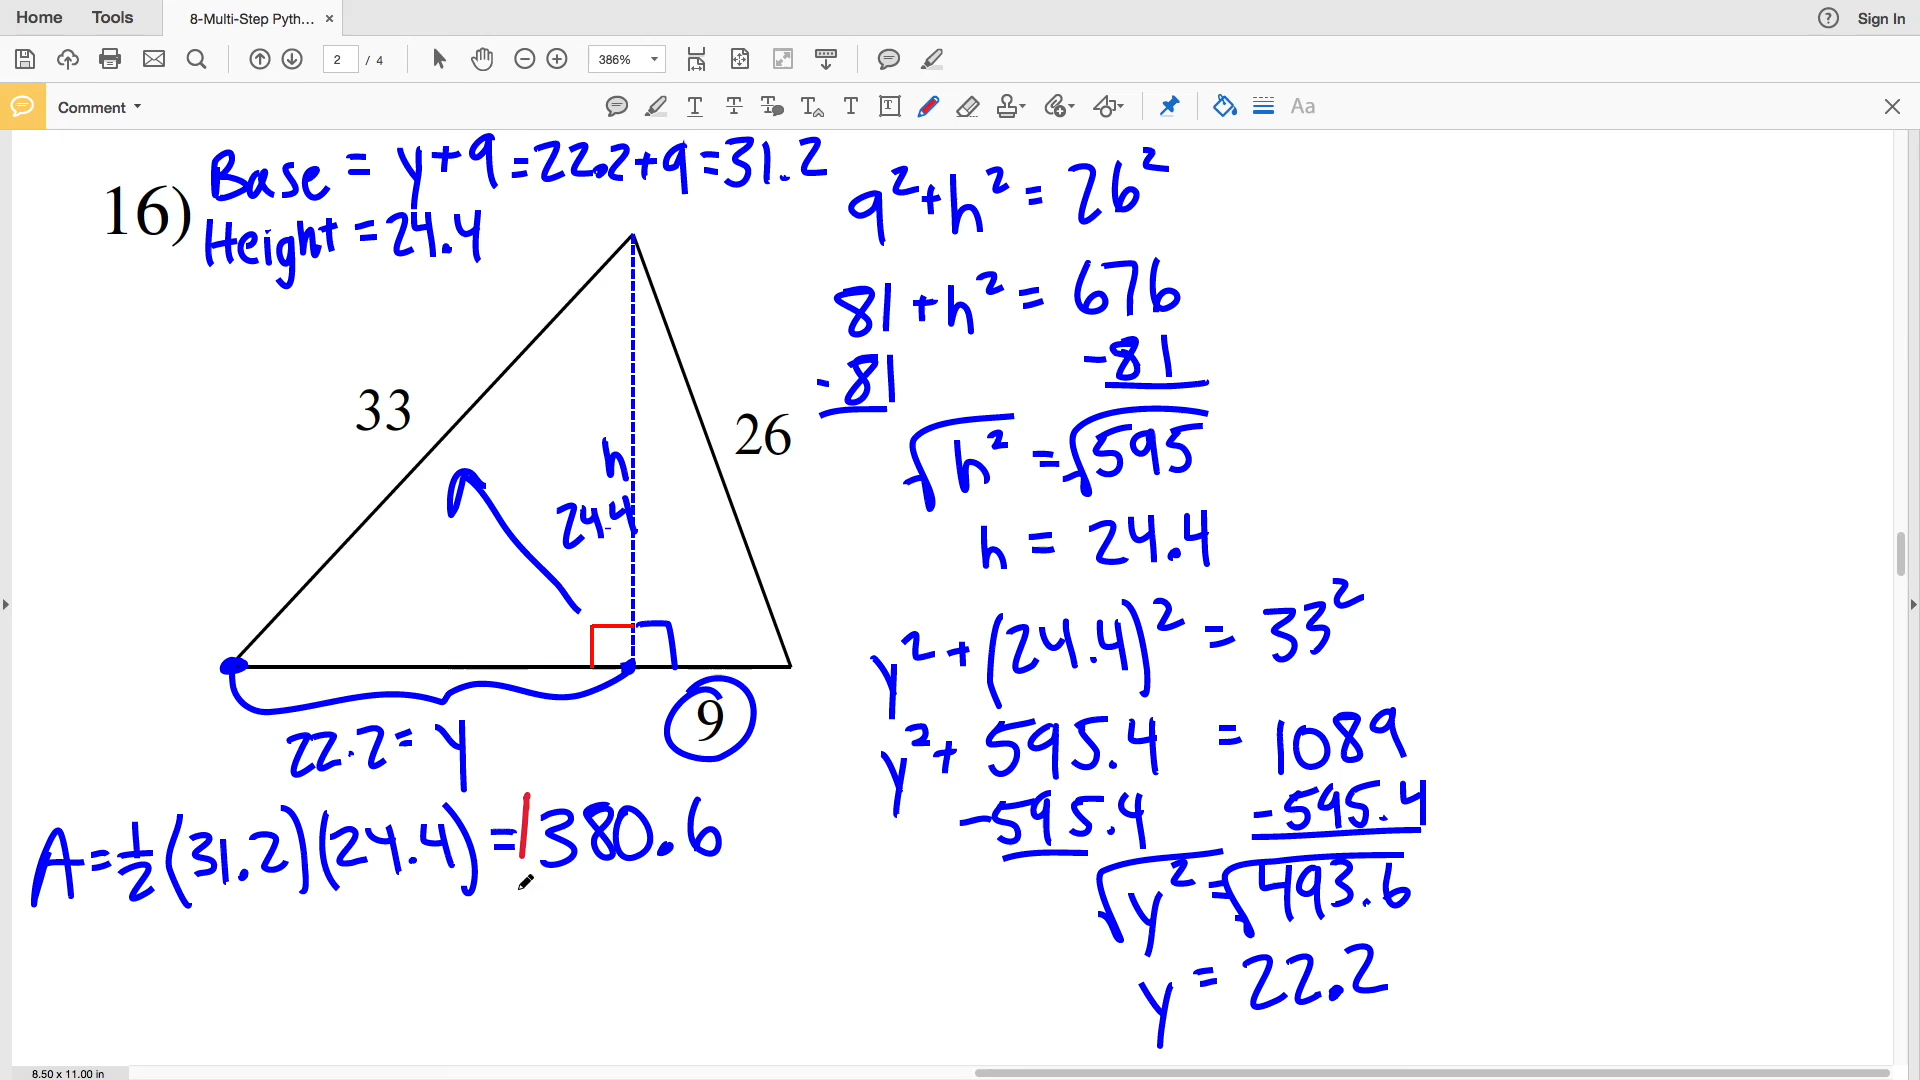 Home Tools 8-Multi-Step Pyth... × ? Sign In
2 / 4 386%
Comment T T T T T T Aa
16)
Base = y+9=22.2+9=31.2
Height =24.4
33
26
h
24.4
9
22.2= y
A=½(31.2)(24.4)=380.6
9²+h²= 26²
81 +h² = 676
-81 -81
√h² =√595
h = 24.4
y²+(24.4)² = 33²
y²+ 595.4 = 1089
-595.4 -595.4
√y² =√493.6
y = 22.2
8.50 x 11.00 in